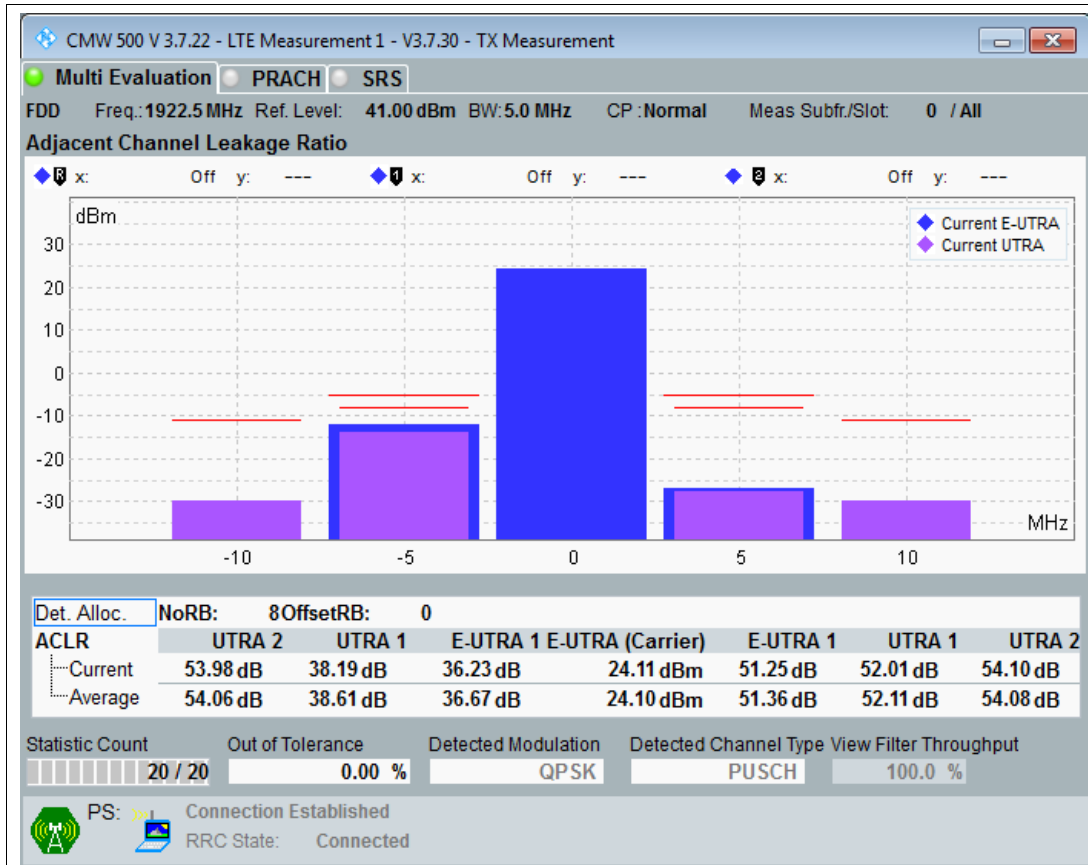 CMW 500 V 3.7.22 - LTE Measurement 1 - V3.7.30 - TX Measurement
Multi Evaluation PRACH SRS
FDD Freq.: 1922.5 MHz Ref. Level: 41.00 dBm BW: 5.0 MHz CP : Normal Meas Subfr./Slot: 0 / All
Adjacent Channel Leakage Ratio
R x: Off y: --- 1 x: Off y: --- 2 x: Off y: ---
dBm
Current E-UTRA
Current UTRA
30
20
10
0
-10
-20
-30
MHz
-10 -5 0 5 10
Det. Alloc. NoRB: 8 OffsetRB: 0
ACLR UTRA 2 UTRA 1 E-UTRA 1 E-UTRA (Carrier) E-UTRA 1 UTRA 1 UTRA 2
Current 53.98 dB 38.19 dB 36.23 dB 24.11 dBm 51.25 dB 52.01 dB 54.10 dB
Average 54.06 dB 38.61 dB 36.67 dB 24.10 dBm 51.36 dB 52.11 dB 54.08 dB
Statistic Count Out of Tolerance Detected Modulation Detected Channel Type View Filter Throughput
20 / 20 0.00 % QPSK PUSCH 100.0 %
PS: Connection Established
RRC State: Connected